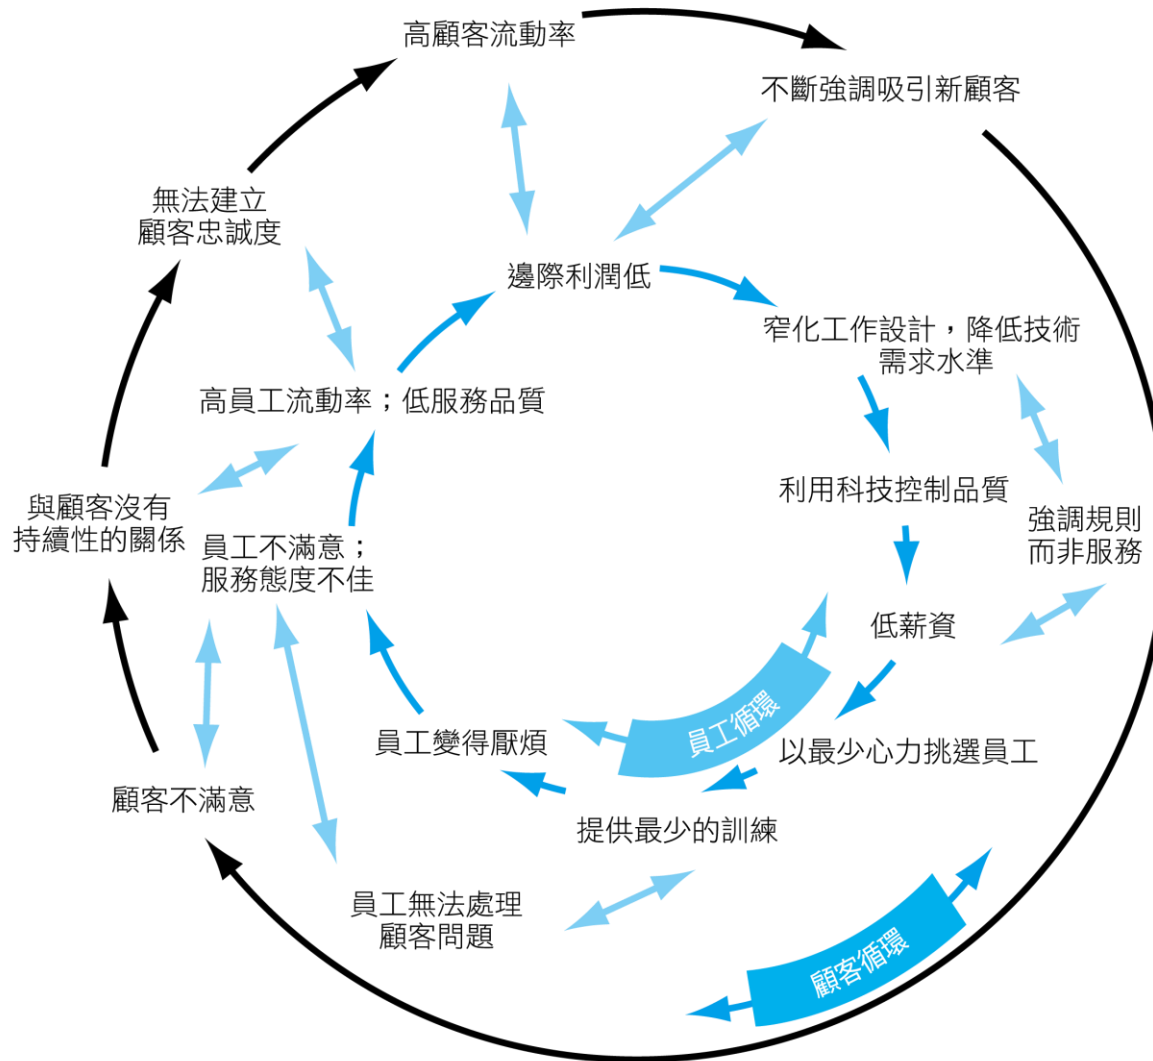 高顧客流動率
不斷強調吸引新顧客
無法建立
顧客忠誠度
邊際利潤低
窄化工作設計，降低技術
需求水準
高員工流動率；低服務品質
利用科技控制品質
與顧客沒有
持續性的關係
強調規則
而非服務
員工不滿意；
服務態度不佳
低薪資
員工循環
員工變得厭煩
以最少心力挑選員工
顧客不滿意
提供最少的訓練
員工無法處理
顧客問題
顧客循環